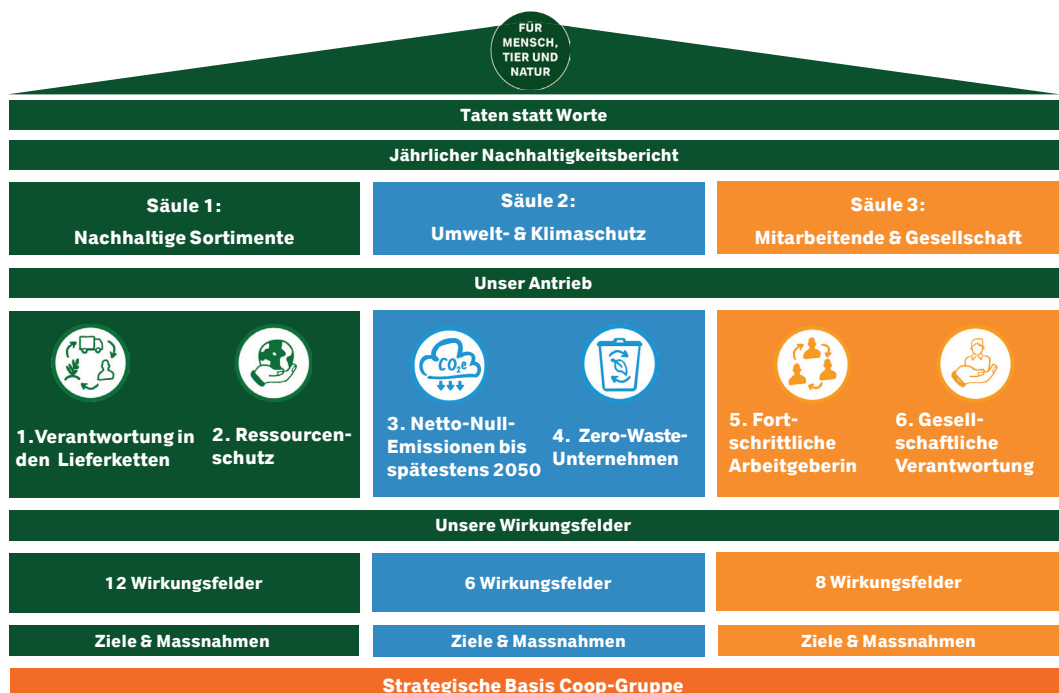 FÜR
MENSCH,
TIER UND
NATUR
Taten statt Worte
Jährlicher Nachhaltigkeitsbericht
Säule 1:
Nachhaltige Sortimente
Säule 2:
Umwelt- & Klimaschutz
Säule 3:
Mitarbeitende & Gesellschaft
Unser Antrieb
1.Verantwortung in
den Lieferketten
2. Ressourcen-
schutz
CO₂e
3. Netto-Null-
Emissionen bis
spätestens 2050
4. Zero-Waste-
Unternehmen
5. Fort-
schrittliche
Arbeitgeberin
6. Gesell-
schaftliche
Verantwortung
Unsere Wirkungsfelder
12 Wirkungsfelder
6 Wirkungsfelder
8 Wirkungsfelder
Ziele & Massnahmen
Ziele & Massnahmen
Ziele & Massnahmen
Strategische Basis Coop-Gruppe